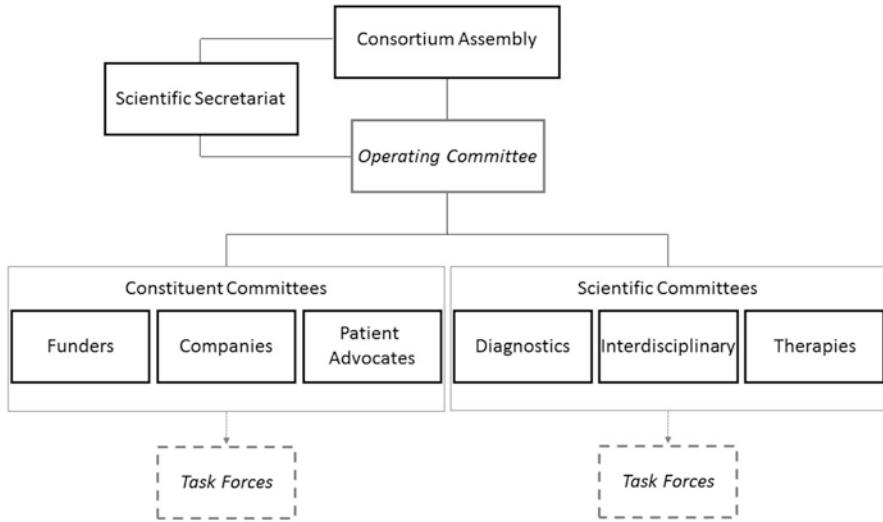 Consortium Assembly
Scientific Secretariat
Operating Committee
Constituent Committees
Funders
Companies
Patient
Advocates
Scientific Committees
Diagnostics
Interdisciplinary
Therapies
Task Forces
Task Forces